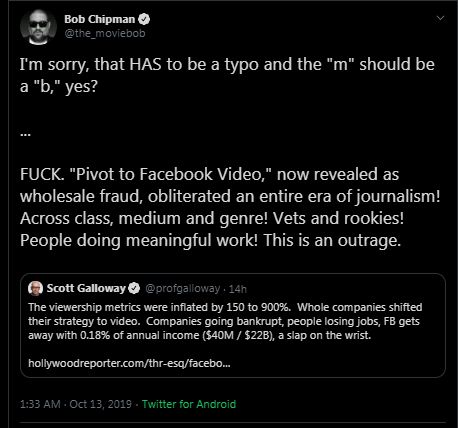 Bob Chipman
@the_moviebob
I'm sorry, that HAS to be a typo and the "m" should be
a "b," yes?
...
FUCK. "Pivot to Facebook Video," now revealed as
wholesale fraud, obliterated an entire era of journalism!
Across class, medium and genre! Vets and rookies!
People doing meaningful work! This is an outrage.
Scott Galloway @profgalloway · 14h
The viewership metrics were inflated by 150 to 900%. Whole companies shifted
their strategy to video. Companies going bankrupt, people losing jobs, FB gets
away with 0.18% of annual income ($40M / $22B), a slap on the wrist.
hollywoodreporter.com/thr-esq/facebo...
1:33 AM · Oct 13, 2019 · Twitter for Android